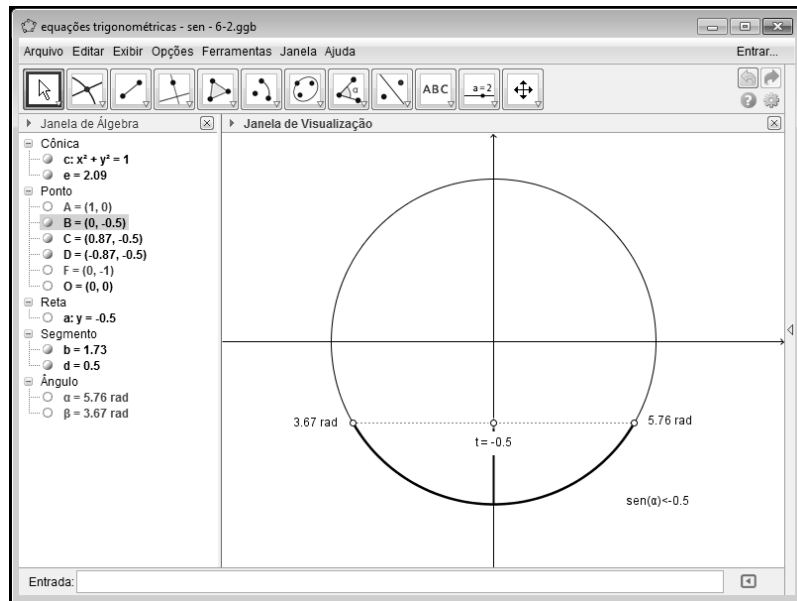 equações trigonométricas - sen - 6-2.ggb
Arquivo Editar Exibir Opções Ferramentas Janela Ajuda Entrar...
ABC a=2
Janela de Álgebra
Cônica
c: x² + y² = 1
e = 2.09
Ponto
A = (1, 0)
B = (0, -0.5)
C = (0.87, -0.5)
D = (-0.87, -0.5)
F = (0, -1)
O = (0, 0)
Reta
a: y = -0.5
Segmento
b = 1.73
d = 0.5
Ângulo
α = 5.76 rad
β = 3.67 rad
Janela de Visualização
3.67 rad
5.76 rad
t = -0.5
sen(α)<-0.5
Entrada: